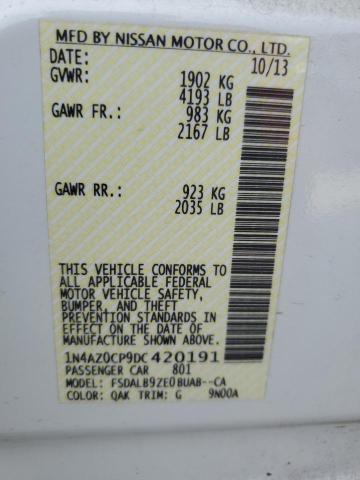 MFD BY NISSAN MOTOR CO., LTD.
DATE: 10/13
GVWR: 1902 KG
4193 LB
GAWR FR.: 983 KG
2167 LB
GAWR RR.: 923 KG
2035 LB
THIS VEHICLE CONFORMS TO
ALL APPLICABLE FEDERAL
MOTOR VEHICLE SAFETY,
BUMPER, AND THEFT
PREVENTION STANDARDS IN
EFFECT ON THE DATE OF
MANUFACTURE SHOWN ABOVE.
1N4AZ0CP9DC420191
PASSENGER CAR 801
MODEL: FSDALB9ZE0BUAB--CA
COLOR: QAK TRIM: G 9N00A